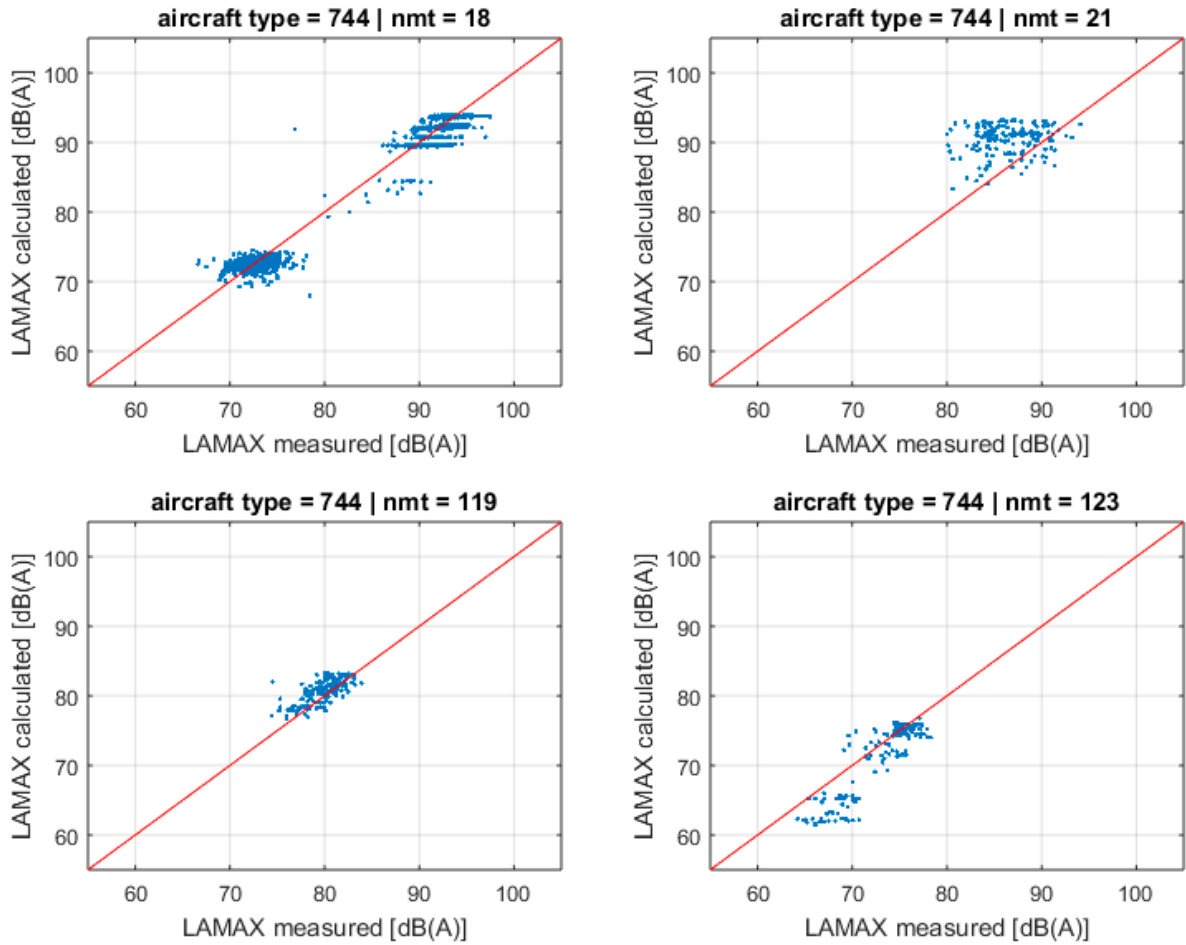 aircraft type = 744 | nmt = 18
LAMAX calculated [dB(A)]
100
90
80
70
60
60 70 80 90 100
LAMAX measured [dB(A)]
aircraft type = 744 | nmt = 21
LAMAX calculated [dB(A)]
100
90
80
70
60
60 70 80 90 100
LAMAX measured [dB(A)]
aircraft type = 744 | nmt = 119
LAMAX calculated [dB(A)]
100
90
80
70
60
60 70 80 90 100
LAMAX measured [dB(A)]
aircraft type = 744 | nmt = 123
LAMAX calculated [dB(A)]
100
90
80
70
60
60 70 80 90 100
LAMAX measured [dB(A)]